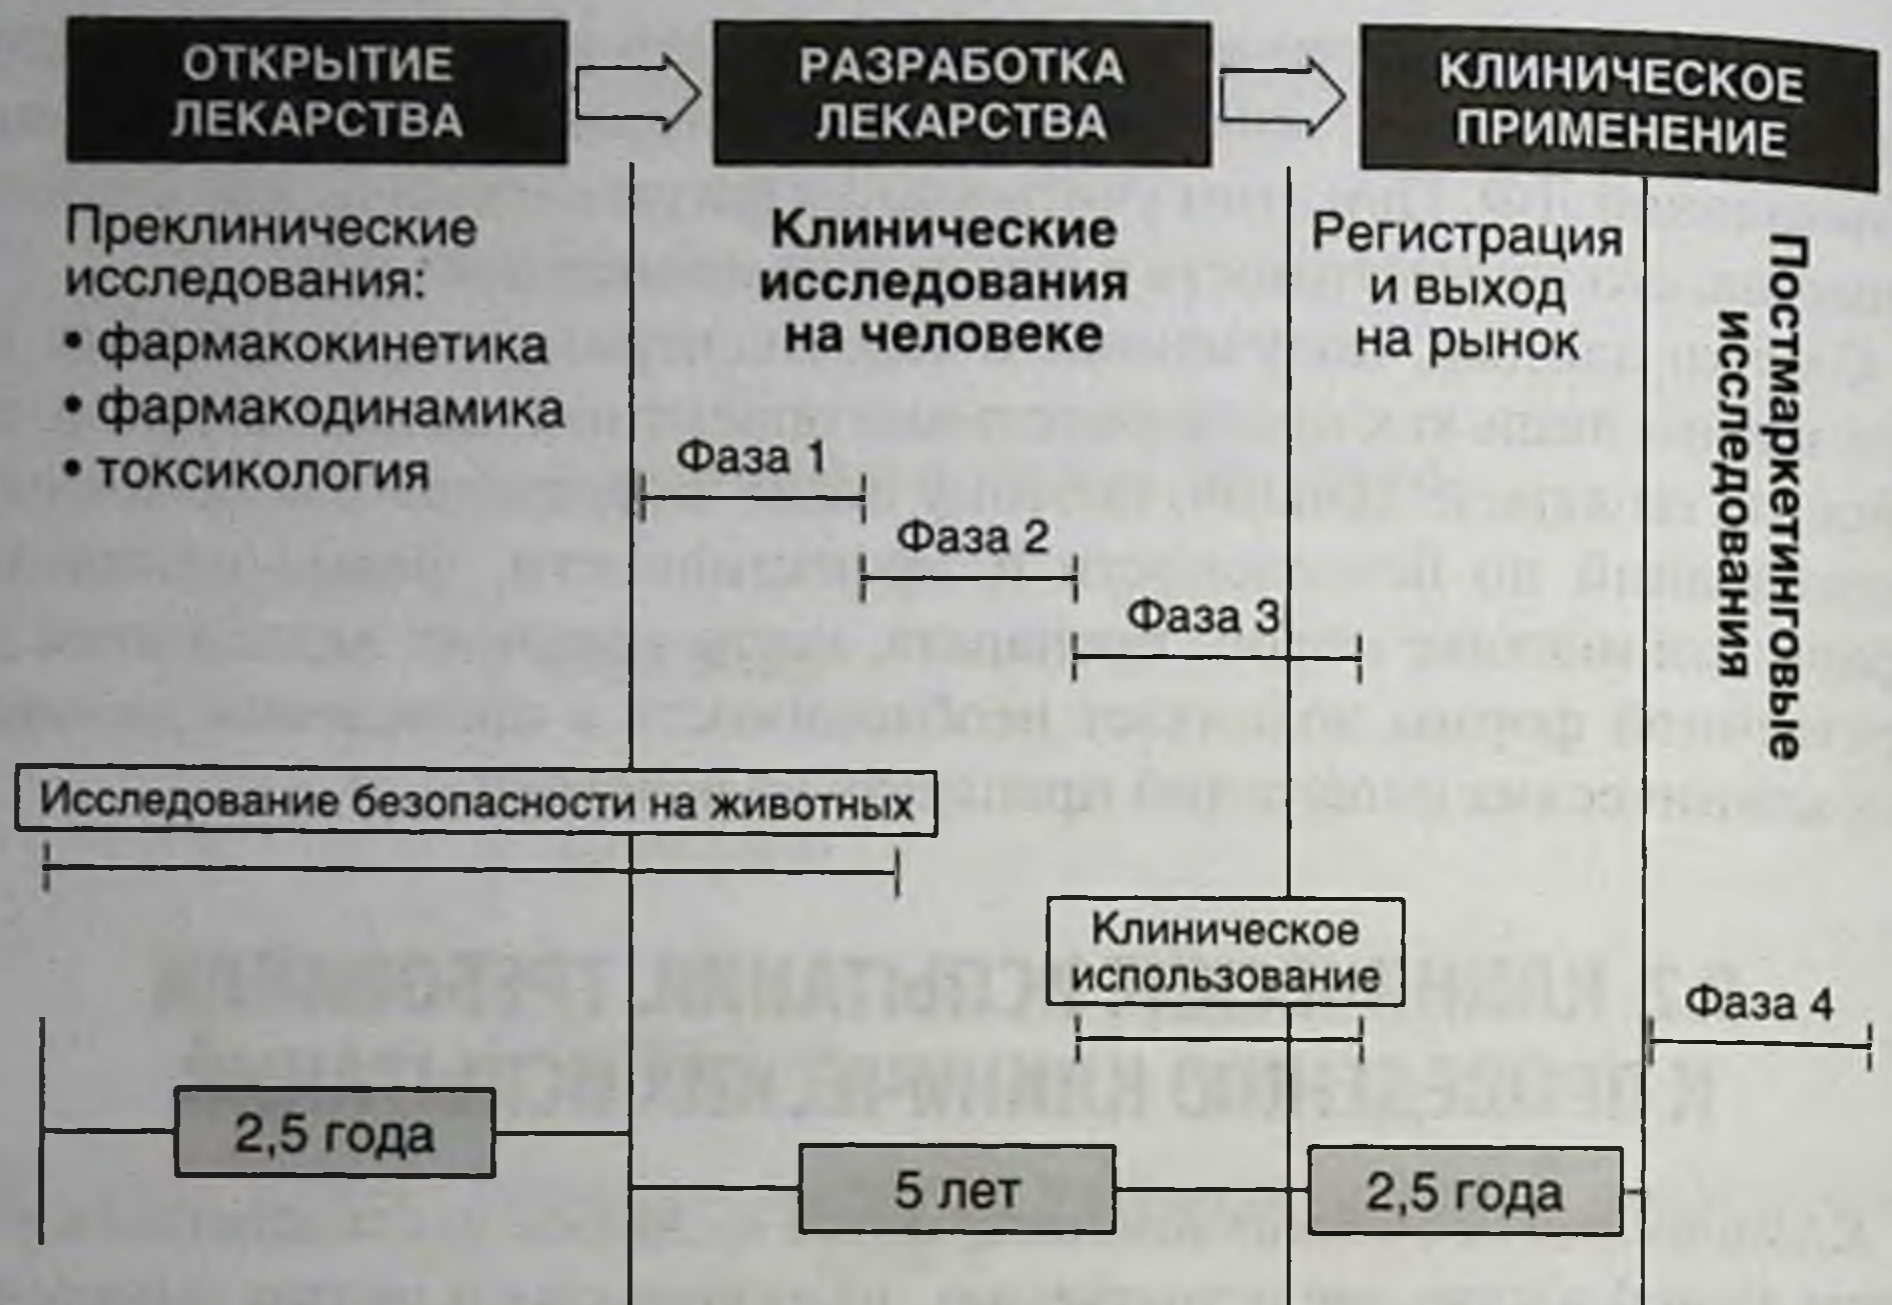 ОТКРЫТИЕ
ЛЕКАРСТВА
РАЗРАБОТКА
ЛЕКАРСТВА
КЛИНИЧЕСКОЕ
ПРИМЕНЕНИЕ
Преклинические
исследования:
• фармакокинетика
• фармакодинамика
• токсикология
Клинические
исследования
на человеке
Регистрация
и выход
на рынок
Постмаркетинговые
исследования
Фаза 1
Фаза 2
Фаза 3
Исследование безопасности на животных
Клиническое
использование
Фаза 4
2,5 года
5 лет
2,5 года